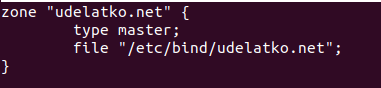 zone "udelatko.net" {
        type master;
        file "/etc/bind/udelatko.net";
}